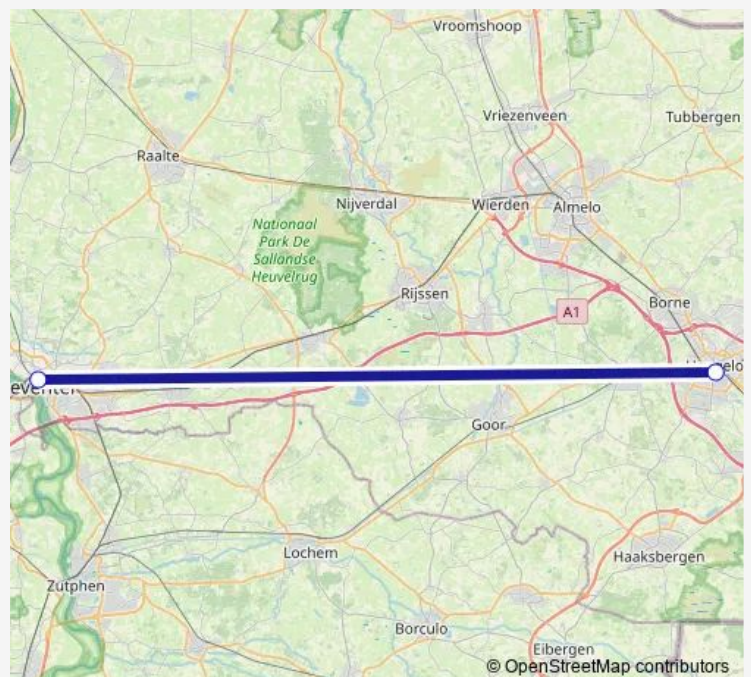 Vroomshoop
Vriezenveen
Tubbergen
Raalte
Nijverdal
Wierden
Almelo
Nationaal
Park De
Sallandse
Heuvelrug
Rijssen
Borne
A1
eventer
Goor
Lochem
Haaksbergen
Zutphen
Borculo
Eibergen
© OpenStreetMap contributors